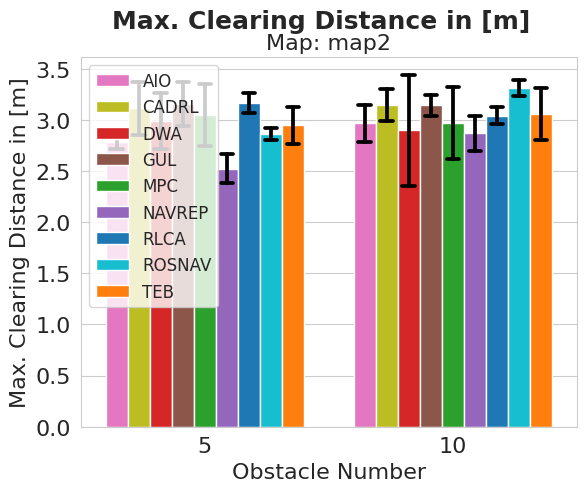 Max. Clearing Distance in [m]
Map: map2
Max. Clearing Distance in [m]
3.5
3.0
2.5
2.0
1.5
1.0
0.5
0.0
AIO
CADRL
DWA
GUL
MPC
NAVREP
RLCA
ROSNAV
TEB
5
10
Obstacle Number